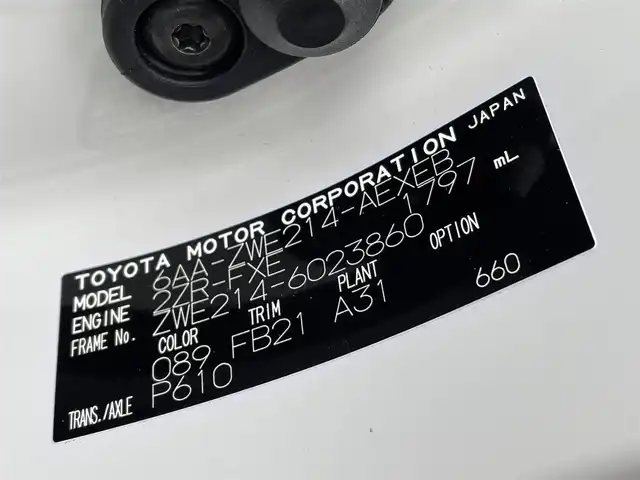 TOYOTA MOTOR CORPORATION JAPAN
MODEL 6AA-ZWE214-AEXEB
ENGINE 2ZR-FXE 1797 mL
FRAME No. ZWE214-6023860
COLOR TRIM PLANT OPTION
089 FB21 A31 660
TRANS./AXLE P610